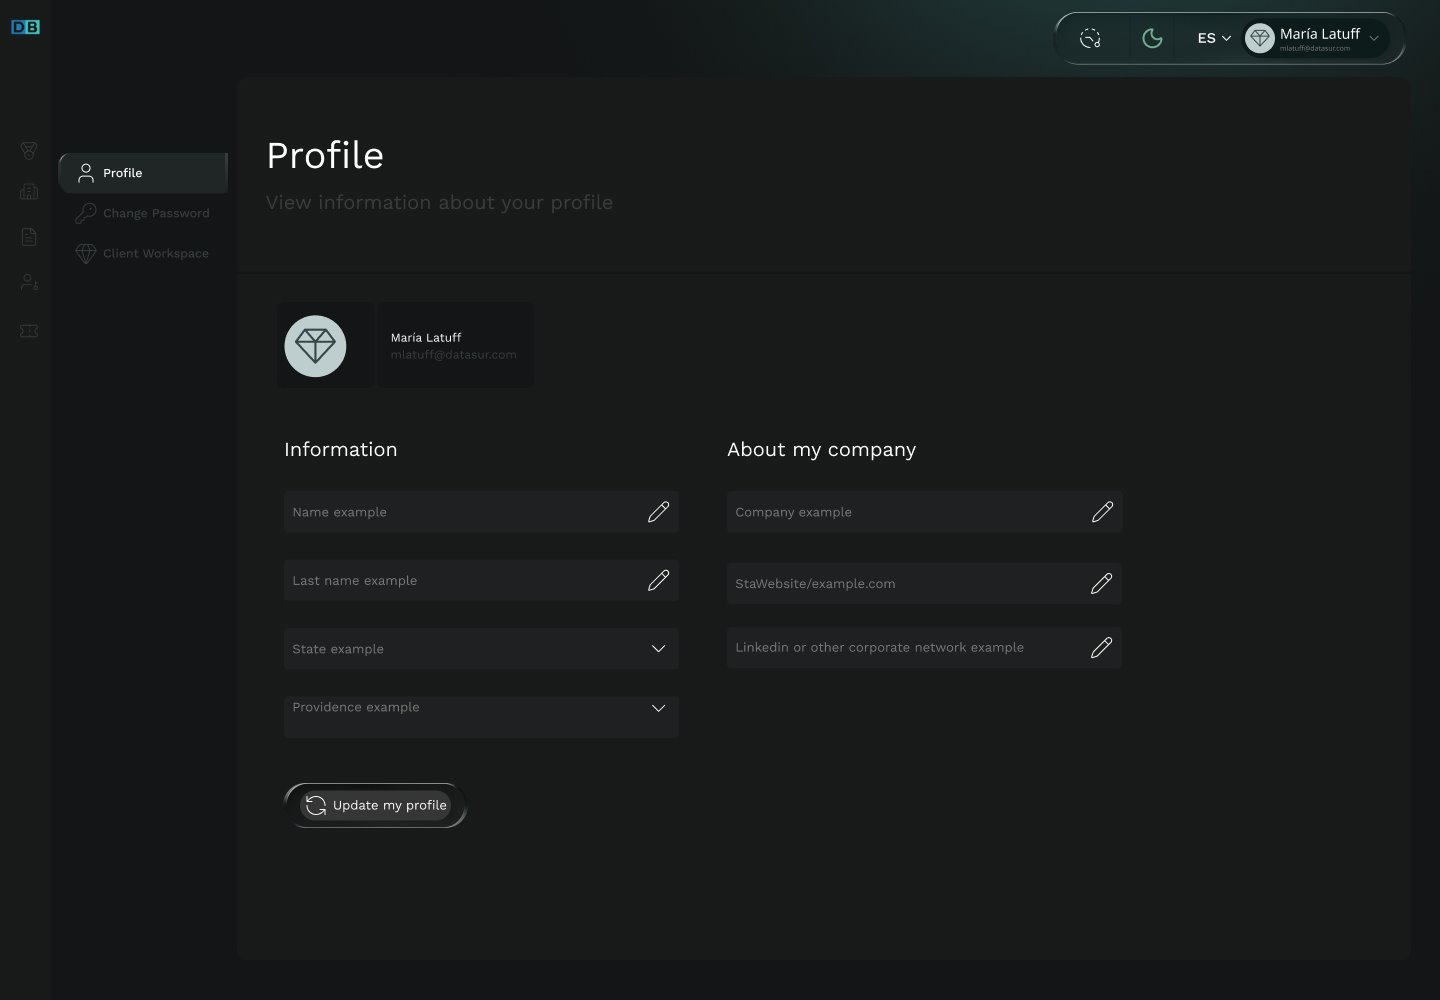 DB
ES
María Latuff
mlatuff@datasur.com
Profile
Change Password
Client Workspace
Profile
View information about your profile
María Latuff
mlatuff@datasur.com
Information
Name example
Last name example
State example
Providence example
Update my profile
About my company
Company example
StaWebsite/example.com
Linkedin or other corporate network example